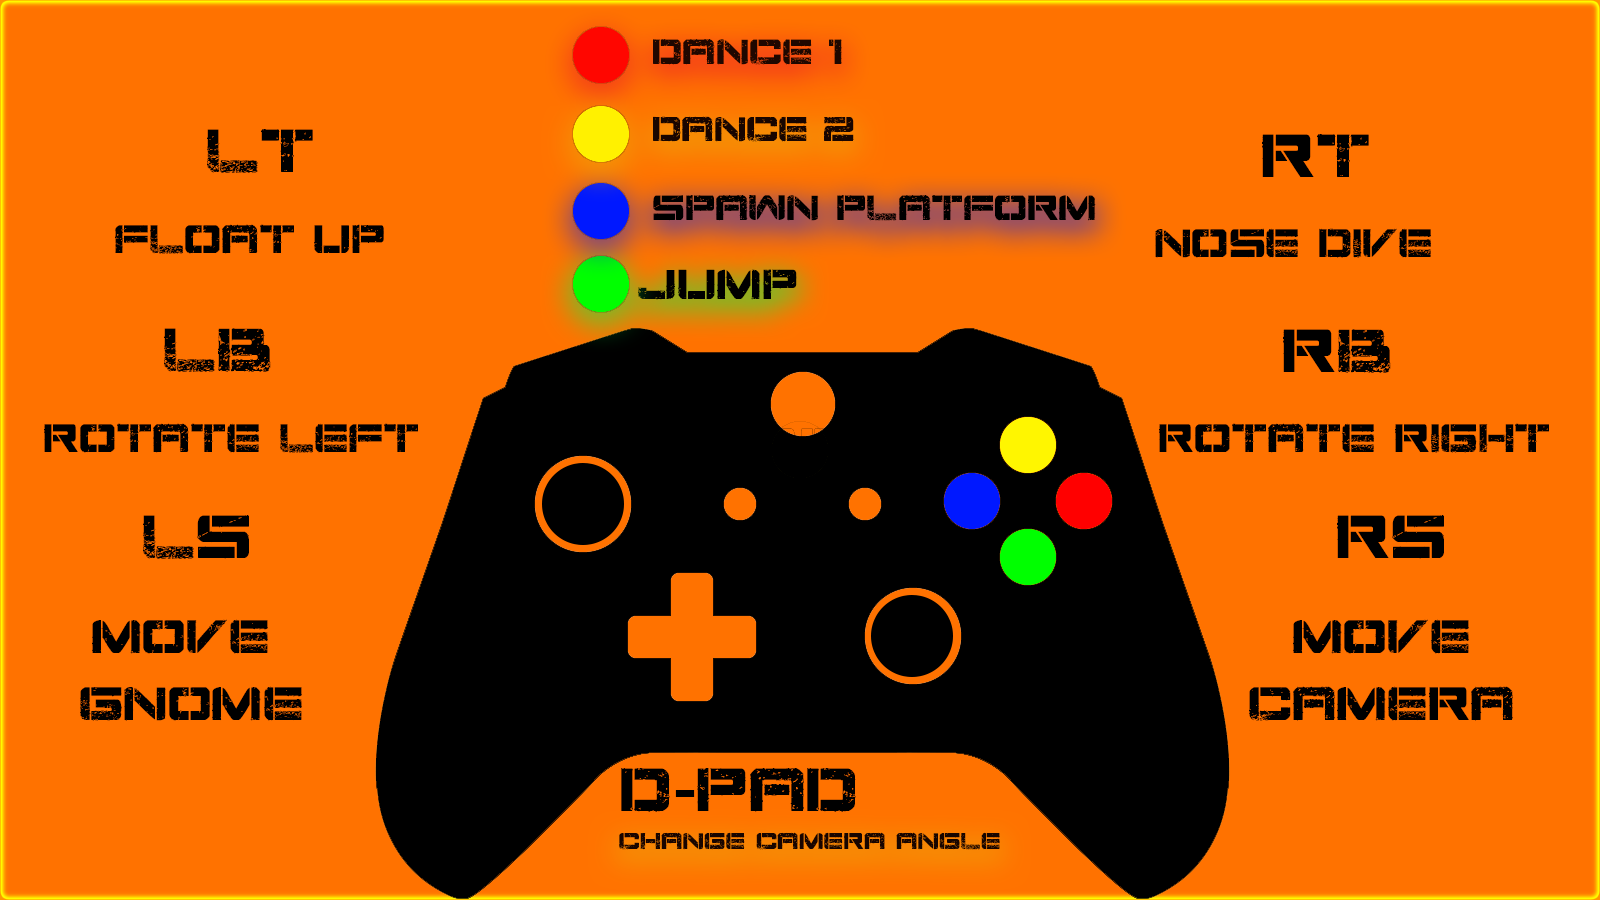 DANCE 1
DANCE 2
SPAWN PLATFORM
JUMP
LT
FLOAT UP
LB
ROTATE LEFT
LS
MOVE
GNOME
RT
NOSE DIVE
RB
ROTATE RIGHT
RS
MOVE
CAMERA
D-PAD
CHANGE CAMERA ANGLE